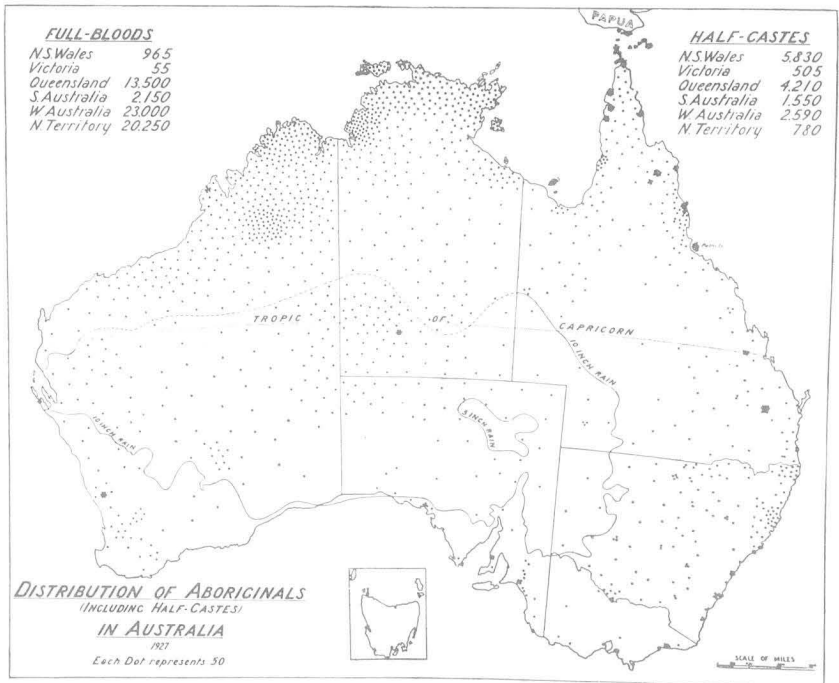 PAPUA
FULL-BLOODS
N.S.Wales 965
Victoria 55
Queensland 13.500
S.Australia 2.150
W.Australia 23.000
N.Territory 20.250
HALF-CASTES
N.S.Wales 5.830
Victoria 505
Queensland 4.210
S.Australia 1.550
W.Australia 2.590
N.Territory 780
TROPIC OF CAPRICORN
10 INCH RAIN
5 INCH RAIN
10 INCH RAIN
DISTRIBUTION OF ABORIGINALS
(INCLUDING HALF-CASTES)
IN AUSTRALIA
1927
Each Dot represents 50
SCALE OF MILES